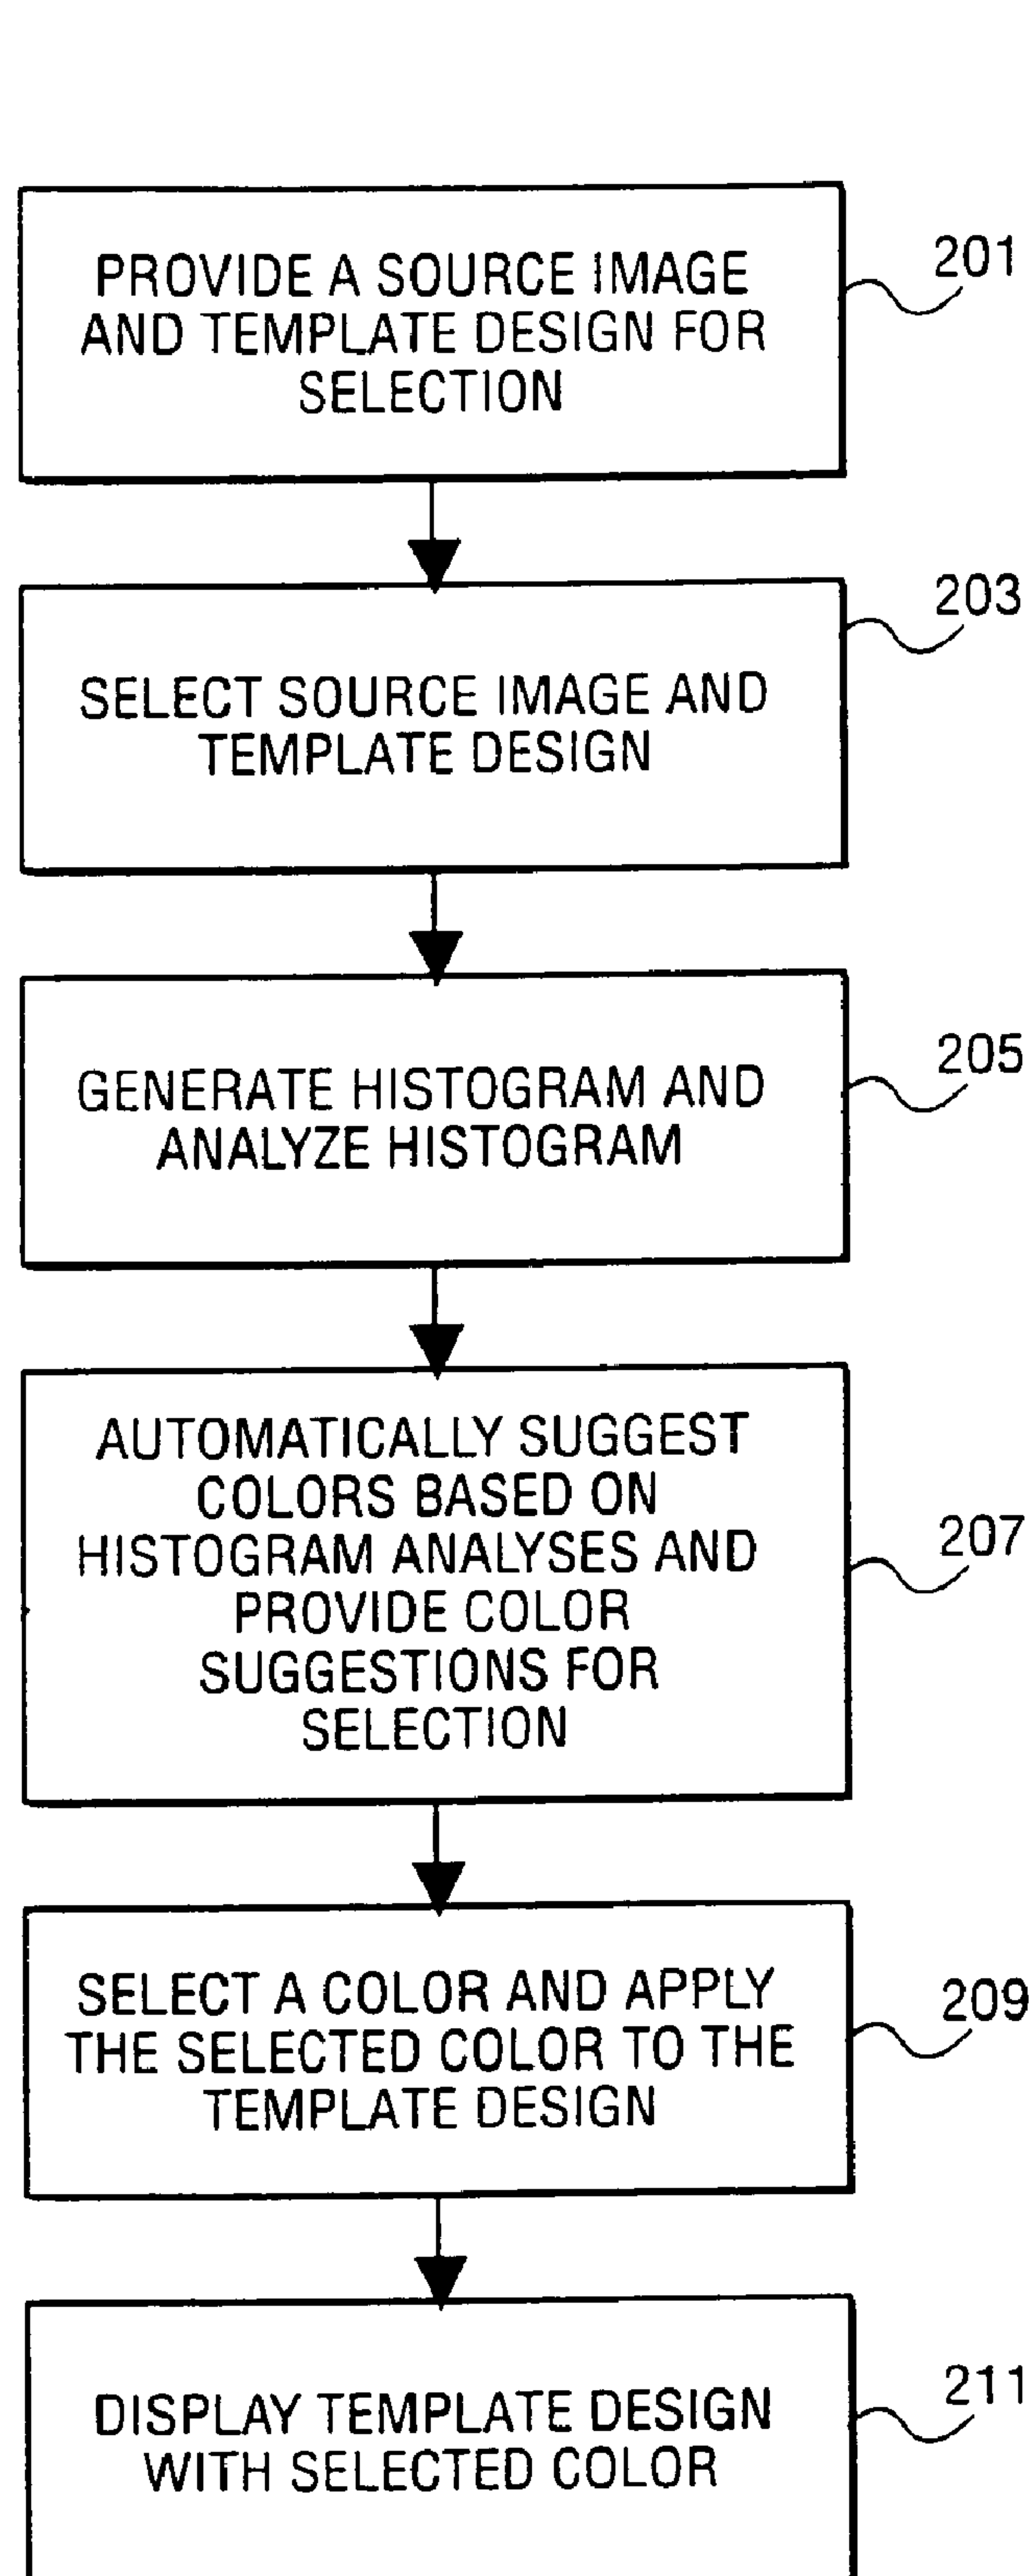 PROVIDE A SOURCE IMAGE
AND TEMPLATE DESIGN FOR
SELECTION
201
SELECT SOURCE IMAGE AND
TEMPLATE DESIGN
203
GENERATE HISTOGRAM AND
ANALYZE HISTOGRAM
205
AUTOMATICALLY SUGGEST
COLORS BASED ON
HISTOGRAM ANALYSES AND
PROVIDE COLOR
SUGGESTIONS FOR
SELECTION
207
SELECT A COLOR AND APPLY
THE SELECTED COLOR TO THE
TEMPLATE DESIGN
209
DISPLAY TEMPLATE DESIGN
WITH SELECTED COLOR
211